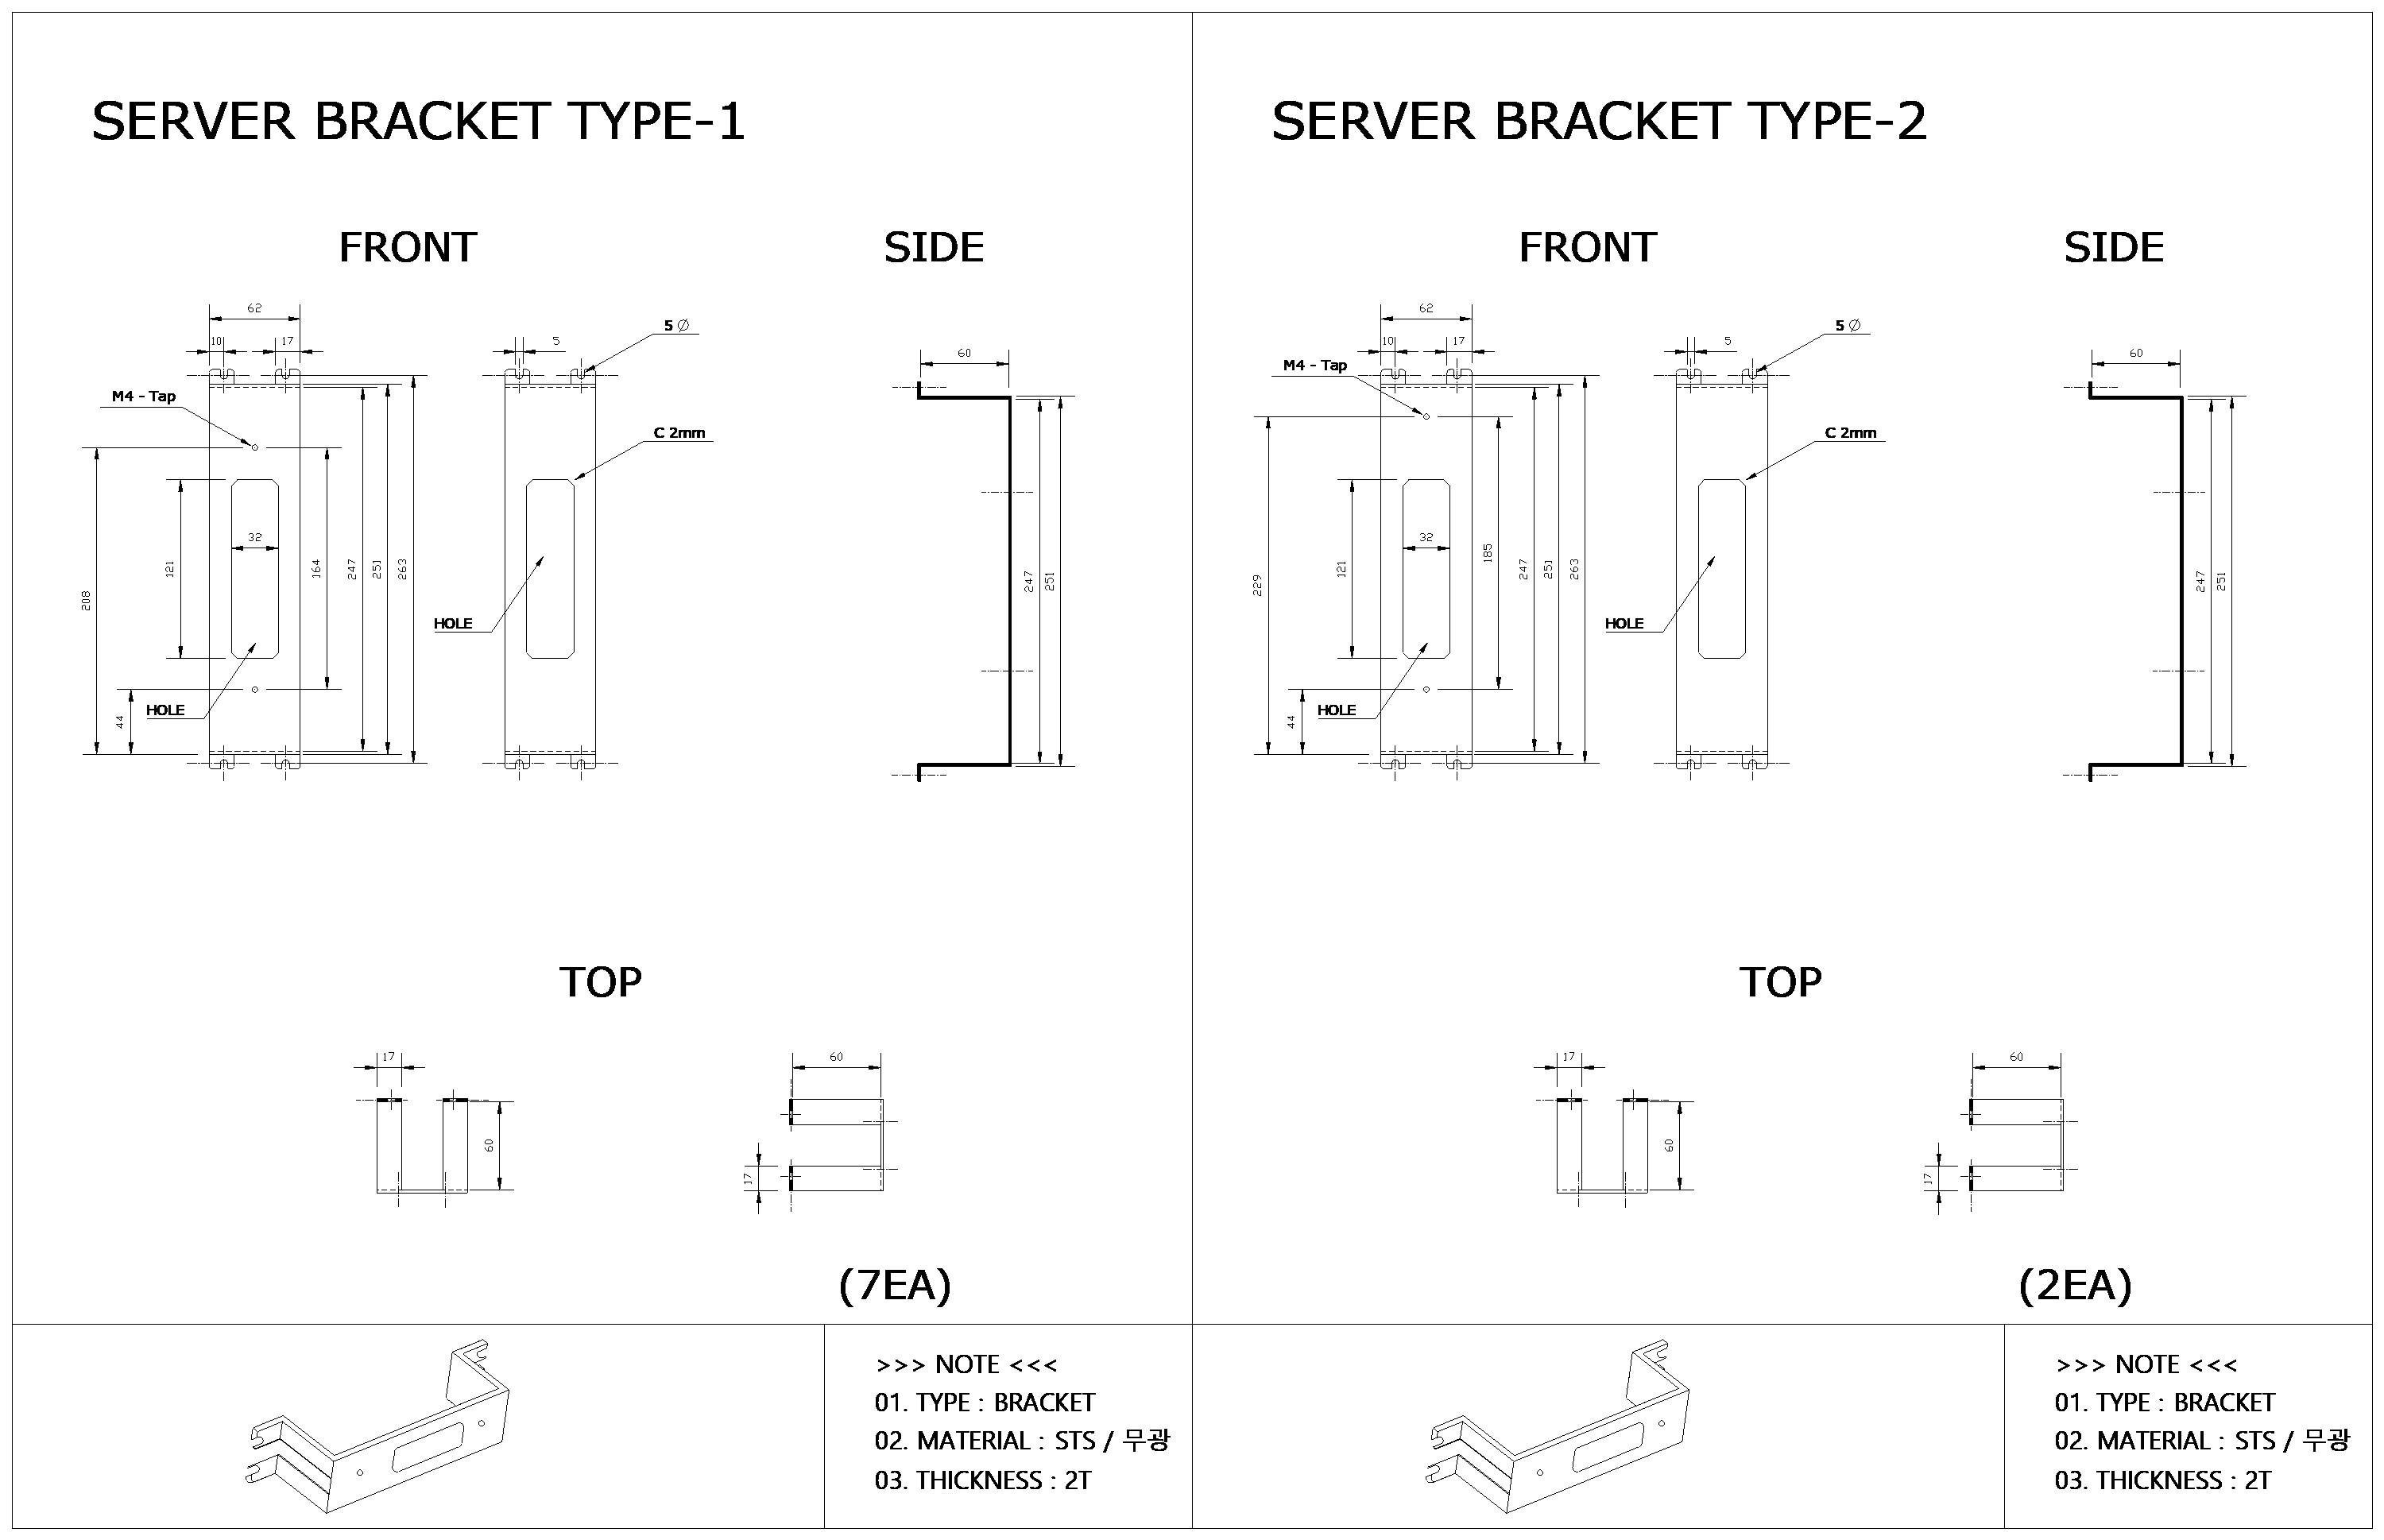 SERVER BRACKET TYPE-1
FRONT
SIDE
62
10
17
5
5 Ø
60
M4 - Tap
C 2mm
32
121
208
164
247
251
263
247
251
HOLE
HOLE
44
TOP
17
60
60
17
(7EA)
>>> NOTE <<<
01. TYPE : BRACKET
02. MATERIAL : STS / 무광
03. THICKNESS : 2T
SERVER BRACKET TYPE-2
FRONT
SIDE
62
10
17
5
5 Ø
60
M4 - Tap
C 2mm
32
121
229
185
247
251
263
247
251
HOLE
HOLE
44
TOP
17
60
60
17
(2EA)
>>> NOTE <<<
01. TYPE : BRACKET
02. MATERIAL : STS / 무광
03. THICKNESS : 2T